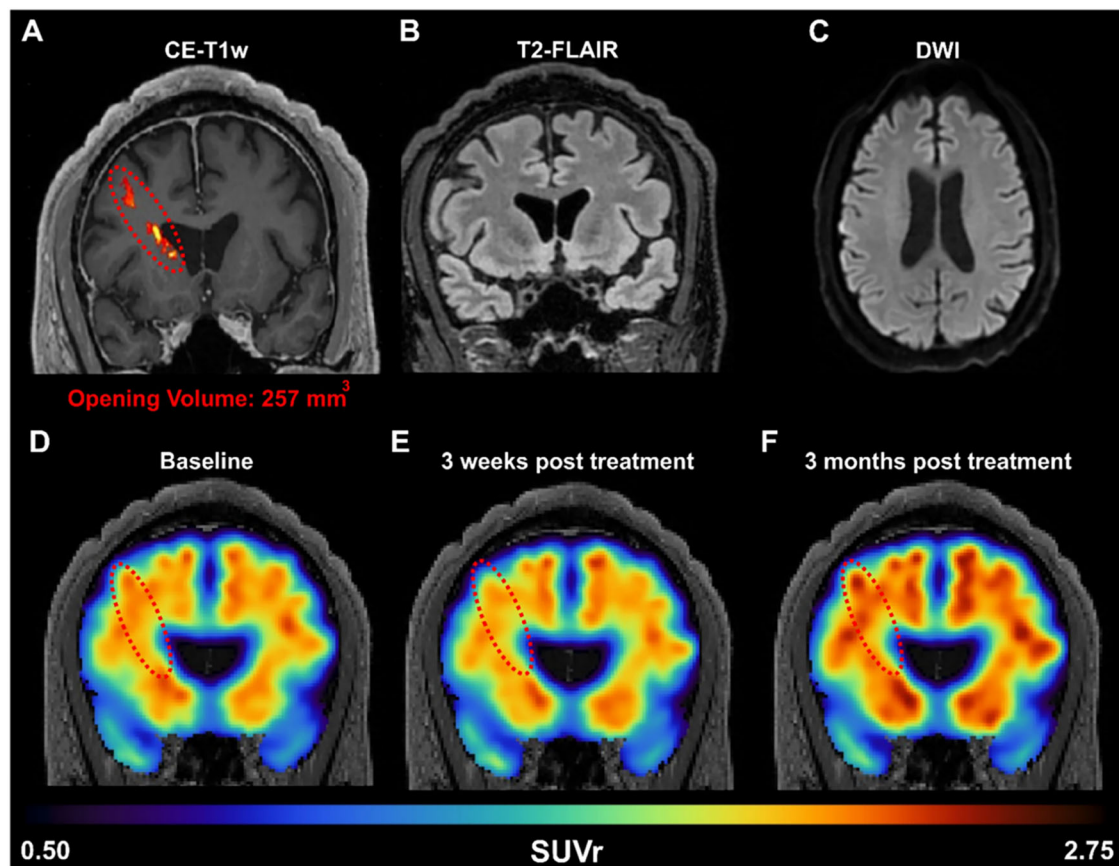 A
CE-T1w
B
T2-FLAIR
C
DWI
Opening Volume: 257 mm³
D
Baseline
E
3 weeks post treatment
F
3 months post treatment
0.50
SUVr
2.75